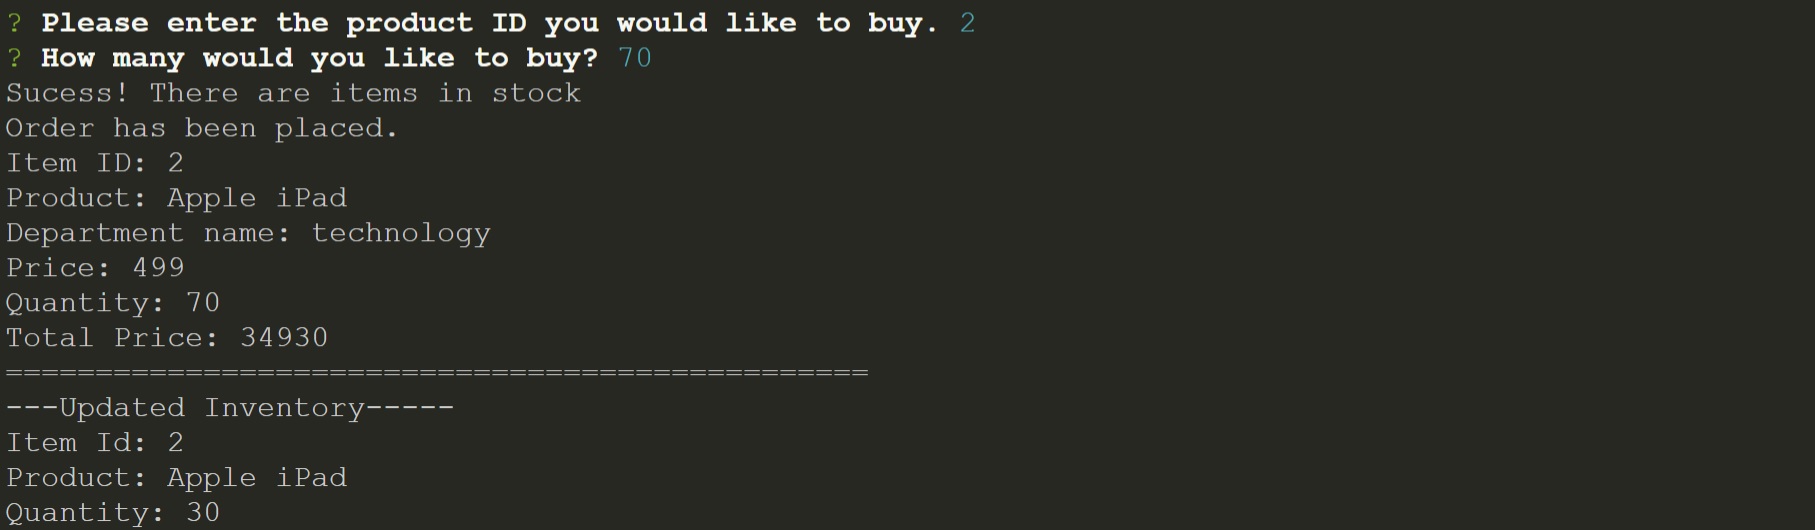 ? Please enter the product ID you would like to buy. 2
? How many would you like to buy? 70
Sucess! There are items in stock
Order has been placed.
Item ID: 2
Product: Apple iPad
Department name: technology
Price: 499
Quantity: 70
Total Price: 34930
================================================
---Updated Inventory-----
Item Id: 2
Product: Apple iPad
Quantity: 30